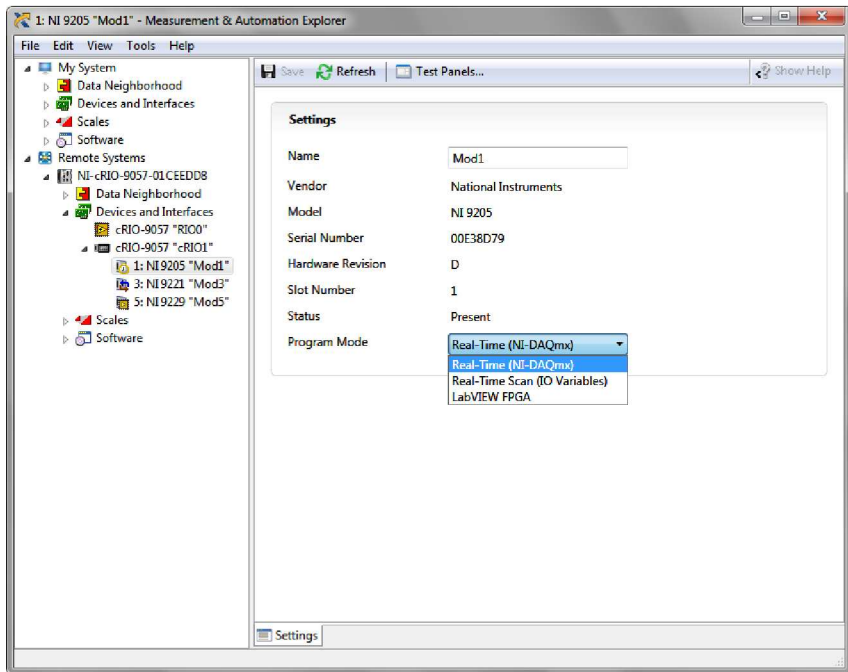 1: NI 9205 "Mod1" - Measurement & Automation Explorer
File Edit View Tools Help
My System
Data Neighborhood
Devices and Interfaces
Scales
Software
Remote Systems
NI-cRIO-9057-01CEEDD8
Data Neighborhood
Devices and Interfaces
cRIO-9057 "RIO0"
cRIO-9057 "cRIO1"
1: NI 9205 "Mod1"
3: NI 9221 "Mod3"
5: NI 9229 "Mod5"
Scales
Software
Save Refresh Test Panels... Show Help
Settings
Name Mod1
Vendor National Instruments
Model NI 9205
Serial Number 00E38D79
Hardware Revision D
Slot Number 1
Status Present
Program Mode Real-Time (NI-DAQmx)
Real-Time (NI-DAQmx)
Real-Time Scan (IO Variables)
LabVIEW FPGA
Settings